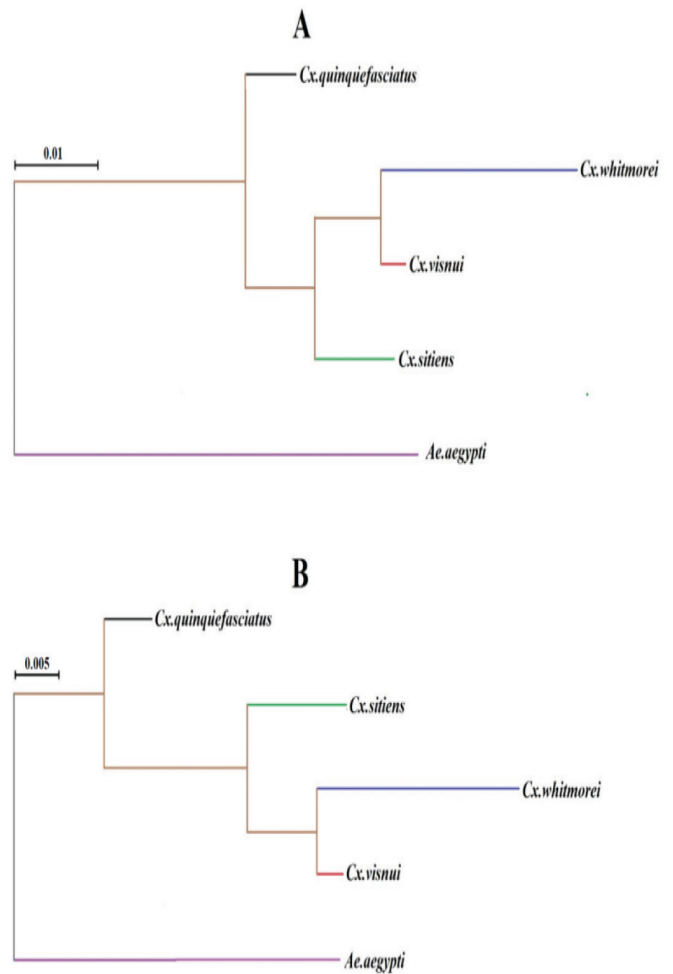 A
Cx.quinquefasciatus
0.01
Cx.whitmorei
Cx.visnui
Cx.sitiens
Ae.aegypti
B
Cx.quinquefasciatus
0.005
Cx.sitiens
Cx.whitmorei
Cx.visnui
Ae.aegypti